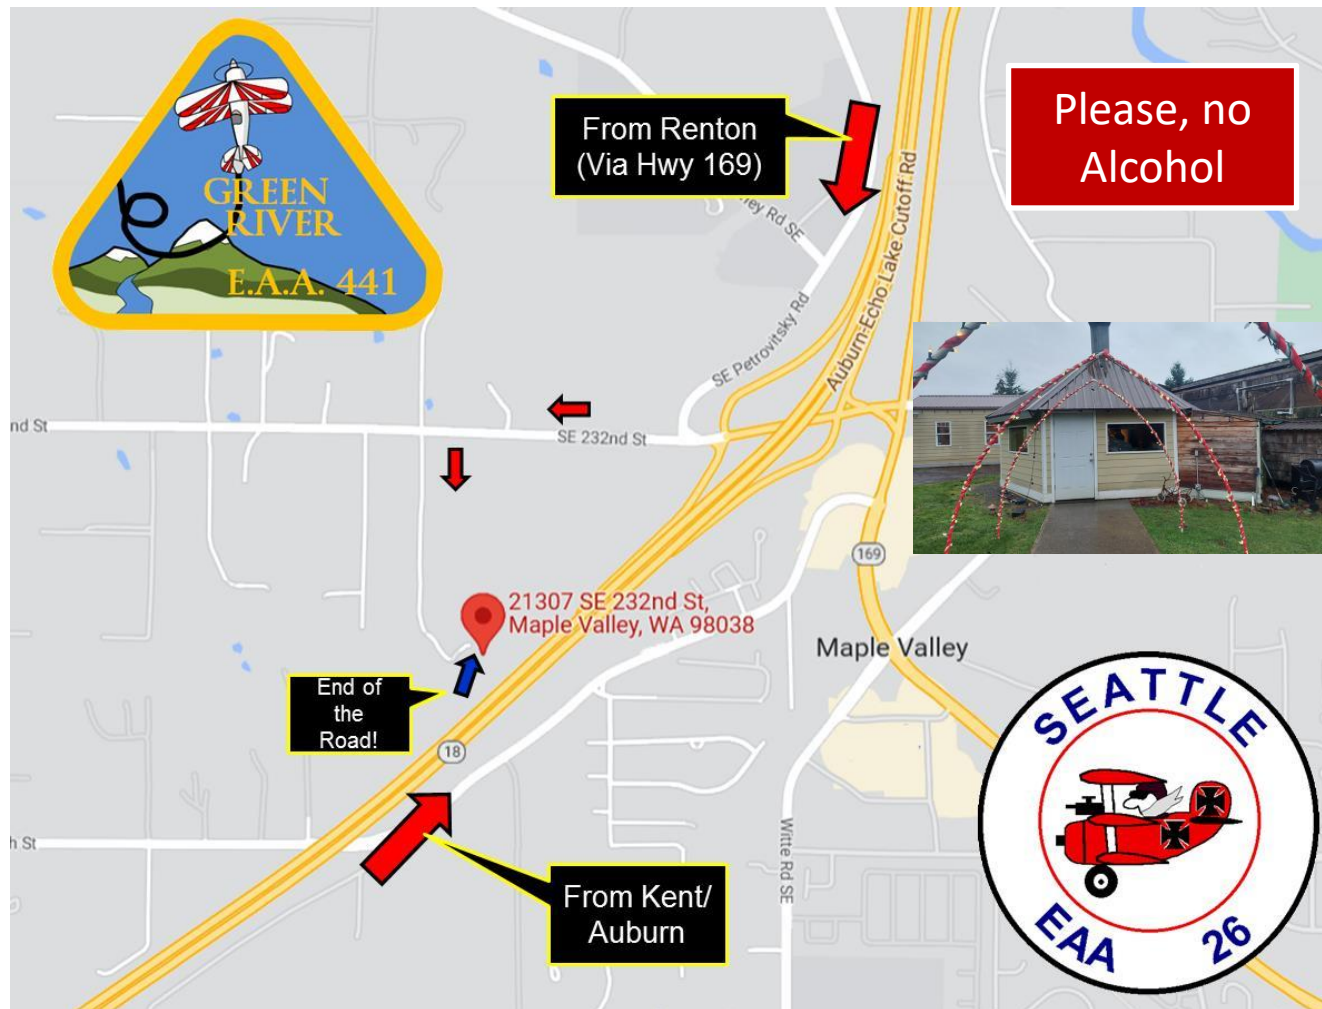 GREEN
RIVER
E.A.A. 441
From Renton
(Via Hwy 169)
Please, no
Alcohol
ey Rd SE
Auburn-Echo Lake Cutoff Rd
SE Petrovitsky Rd
nd St
SE 232nd St
169
21307 SE 232nd St,
Maple Valley, WA 98038
Maple Valley
End of
the
Road!
18
h St
Witte Rd SE
From Kent/
Auburn
SEATTLE
EAA 26